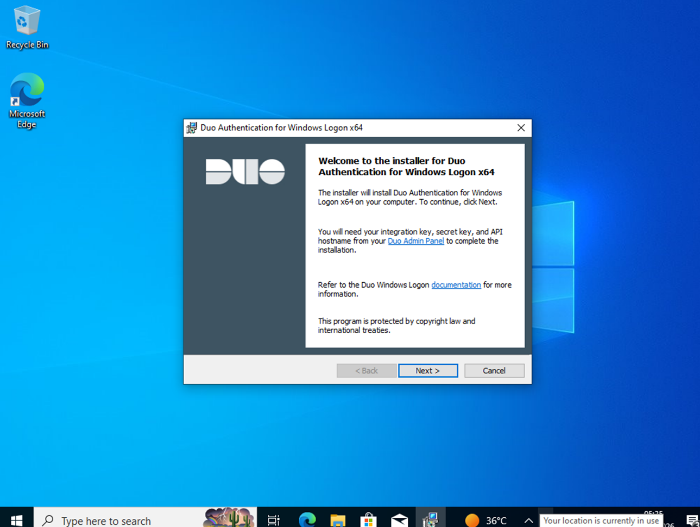 Recycle Bin
Microsoft
Edge
Duo Authentication for Windows Logon x64
DUO
Welcome to the installer for Duo
Authentication for Windows Logon x64
The installer will install Duo Authentication for Windows
Logon x64 on your computer. To continue, click Next.
You will need your integration key, secret key, and API
hostname from your Duo Admin Panel to complete the
installation.
Refer to the Duo Windows Logon documentation for more
information.
This program is protected by copyright law and
international treaties.
< Back
Next >
Cancel
Type here to search
36°C
Your location is currently in use